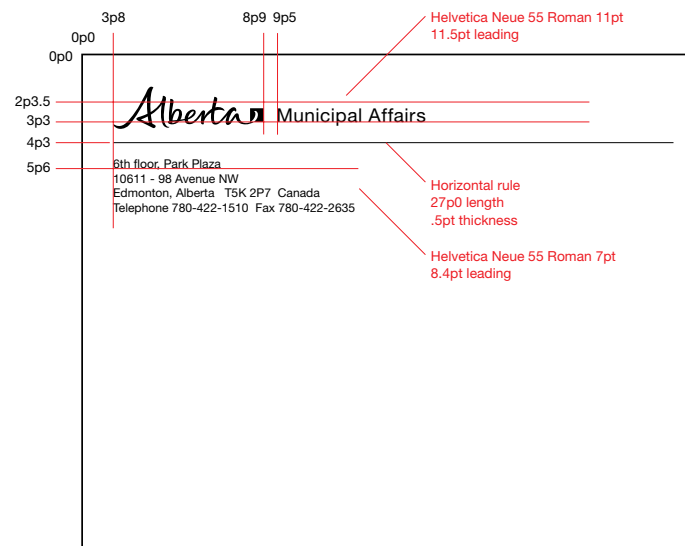 3p8 8p9 9p5 Helvetica Neue 55 Roman 11pt
11.5pt leading
0p0
0p0
2p3.5
Alberta Municipal Affairs
3p3
4p3
5p6
6th floor, Park Plaza
10611 - 98 Avenue NW
Edmonton, Alberta T5K 2P7 Canada
Telephone 780-422-1510 Fax 780-422-2635
Horizontal rule
27p0 length
.5pt thickness
Helvetica Neue 55 Roman 7pt
8.4pt leading